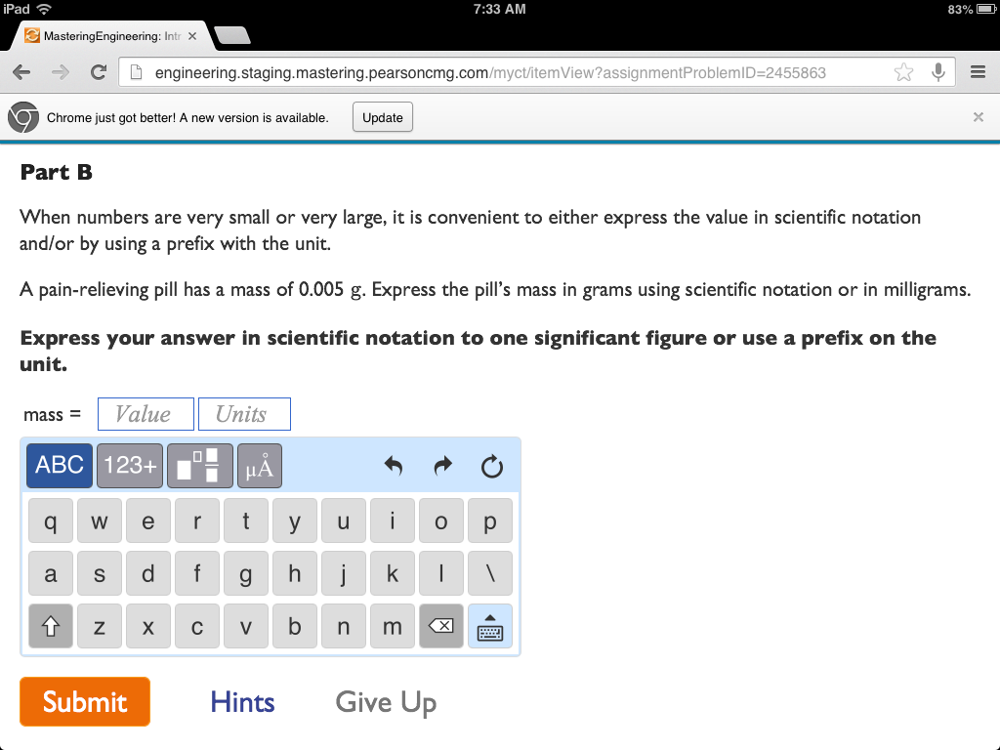 iPad 7:33 AM 83%
MasteringEngineering: Intr ×
engineering.staging.mastering.pearsoncmg.com/myct/itemView?assignmentProblemID=2455863
Chrome just got better! A new version is available. Update ×
Part B
When numbers are very small or very large, it is convenient to either express the value in scientific notation
and/or by using a prefix with the unit.
A pain-relieving pill has a mass of 0.005 g. Express the pill's mass in grams using scientific notation or in milligrams.
Express your answer in scientific notation to one significant figure or use a prefix on the
unit.
mass = Value Units
ABC 123+ μÅ
q w e r t y u i o p
a s d f g h j k l \
z x c v b n m
Submit Hints Give Up